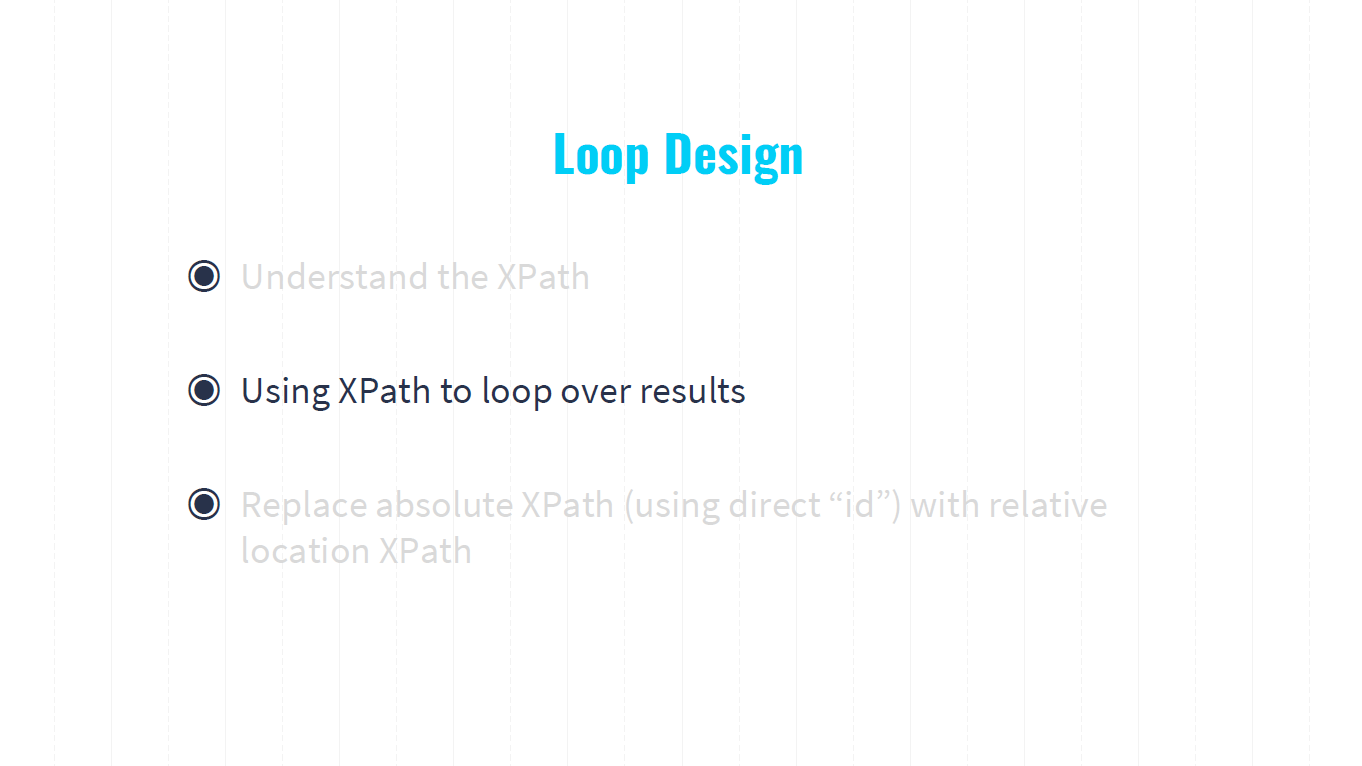 Loop Design
Understand the XPath
Using XPath to loop over results
Replace absolute XPath (using direct “id”) with relative
location XPath